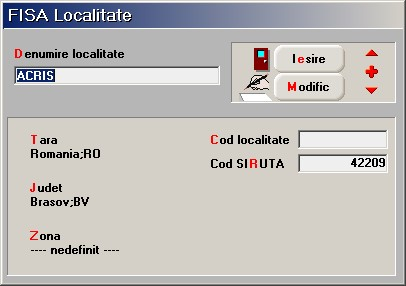 FISA Localitate
Denumire localitate
ACRIS
Iesire
Modific
Tara
Romania;RO
Judet
Brasov;BV
Zona
---- nedefinit ----
Cod localitate
Cod SIRUTA 42209